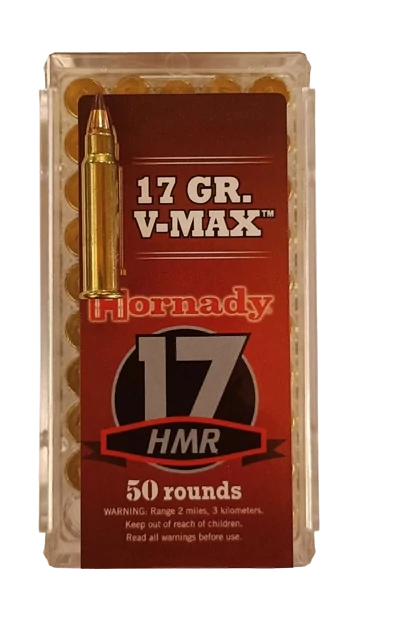 17 GR.
V-MAX™
Hornady
17
HMR
50 rounds
WARNING: Range 2 miles, 3 kilometers.
Keep out of reach of children.
Read all warnings before use.